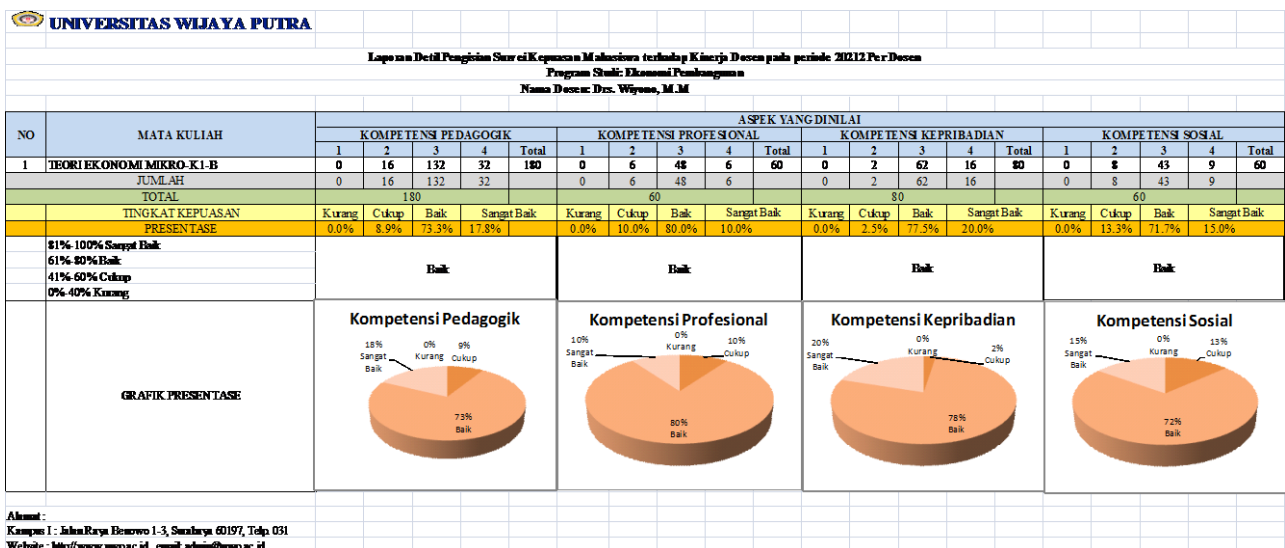 UNIVERSITAS WIJAYA PUTRA
Laporan Detil Pengisian Survei Kepuasan Mahasiswa terhadap Kinerja Dosen pada periode 20212 Per Dosen
Program Studi: Ekonomi Pembangunan
Nama Dosen: Drs. Wiyono, M.M
NO MATA KULIAH ASPEK YANG DINILAI
KOMPETENSI PEDAGOGIK KOMPETENSI PROFESIONAL KOMPETENSI KEPRIBADIAN KOMPETENSI SOSIAL
1 2 3 4 Total 1 2 3 4 Total 1 2 3 4 Total 1 2 3 4 Total
1 TEORI EKONOMI MIKRO-K1-B 0 16 132 32 180 0 6 48 6 60 0 2 62 16 80 0 8 43 9 60
JUMLAH 0 16 132 32 0 6 48 6 0 2 62 16 0 8 43 9
TOTAL 180 60 80 60
TINGKAT KEPUASAN Kurang Cukup Baik Sangat Baik Kurang Cukup Baik Sangat Baik Kurang Cukup Baik Sangat Baik Kurang Cukup Baik Sangat Baik
PRESENTASE 0.0% 8.9% 73.3% 17.8% 0.0% 10.0% 80.0% 10.0% 0.0% 2.5% 77.5% 20.0% 0.0% 13.3% 71.7% 15.0%
81%-100% Sangat Baik
61%-80% Baik
41%-60% Cukup
0%-40% Kurang
Baik Baik Baik Baik
GRAFIK PRESENTASE
Kompetensi Pedagogik
18% Sangat Baik
0% Kurang
9% Cukup
73% Baik
Kompetensi Profesional
10% Sangat Baik
0% Kurang
10% Cukup
80% Baik
Kompetensi Kepribadian
20% Sangat Baik
0% Kurang
2% Cukup
78% Baik
Kompetensi Sosial
15% Sangat Baik
0% Kurang
13% Cukup
72% Baik
Alamat :
Kampus I : Jalan Raya Benowo 1-3, Surabaya 60197, Telp. 031
Website : http://www.uwp.ac.id, email: admin@uwp.ac.id